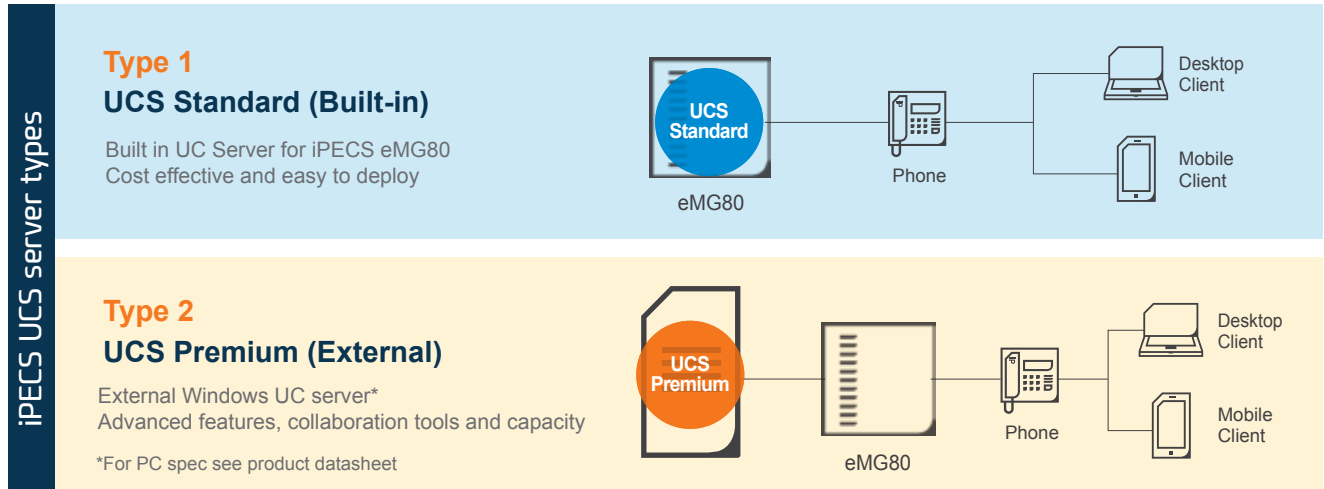 iPECS UCS server types
Type 1
UCS Standard (Built-in)
Built in UC Server for iPECS eMG80
Cost effective and easy to deploy
UCS
Standard
eMG80
Phone
Desktop
Client
Mobile
Client
Type 2
UCS Premium (External)
External Windows UC server*
Advanced features, collaboration tools and capacity
*For PC spec see product datasheet
UCS
Premium
eMG80
Phone
Desktop
Client
Mobile
Client